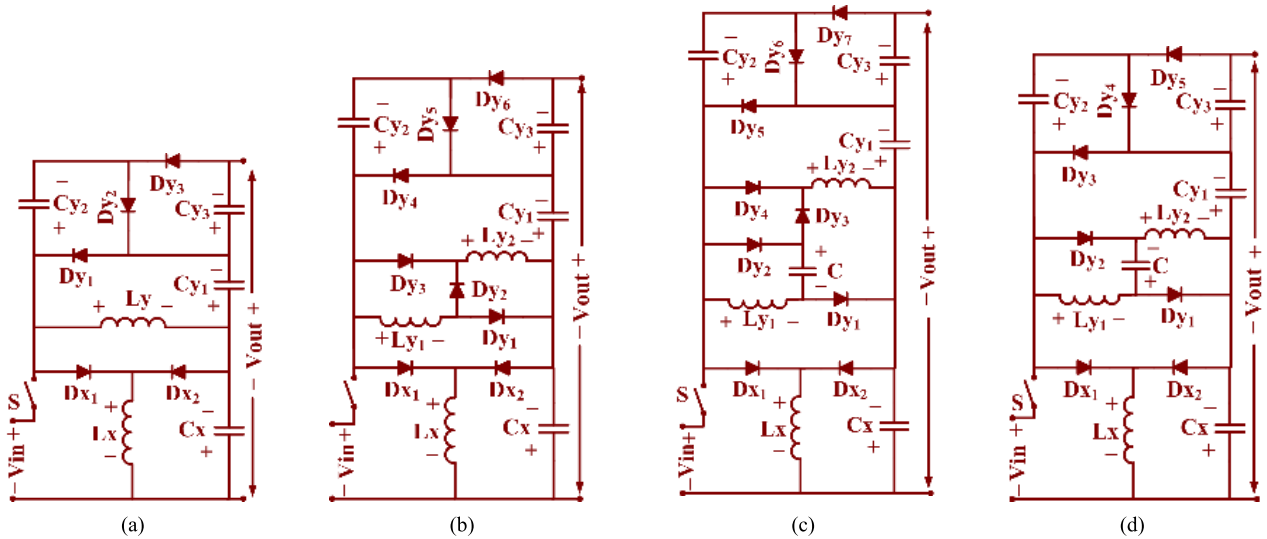 Cy2
+
−
Dy2
Dy3
−
Cy3
+
Dy1
−
Cy1
+
+ Ly −
S
Dx1
Dx2
+
Lx
−
−
Cx
+
− Vin +
− Vout +
(a)
−
Cy2
+
Dy5
Dy6
−
Cy3
+
Dy4
−
Cy1
+
+ Ly2 −
Dy3
Dy2
+ Ly1 −
Dy1
S
Dx1
Dx2
+
Lx
−
−
Cx
+
− Vin +
− Vout +
(b)
−
Cy2
+
Dy6
Dy7
−
Cy3
+
Dy5
−
Cy1
+
+ Ly2 −
Dy4
Dy3
Dy2
+
C
−
+ Ly1 −
Dy1
S
Dx1
Dx2
+
Lx
−
−
Cx
+
− Vin+
− Vout +
(c)
−
Cy2
+
Dy4
Dy5
−
Cy3
+
Dy3
−
Cy1
+
+ Ly2 −
Dy2
−
C
+
+ Ly1 −
Dy1
S
Dx1
Dx2
+
Lx
−
−
Cx
+
− Vin +
− Vout +
(d)